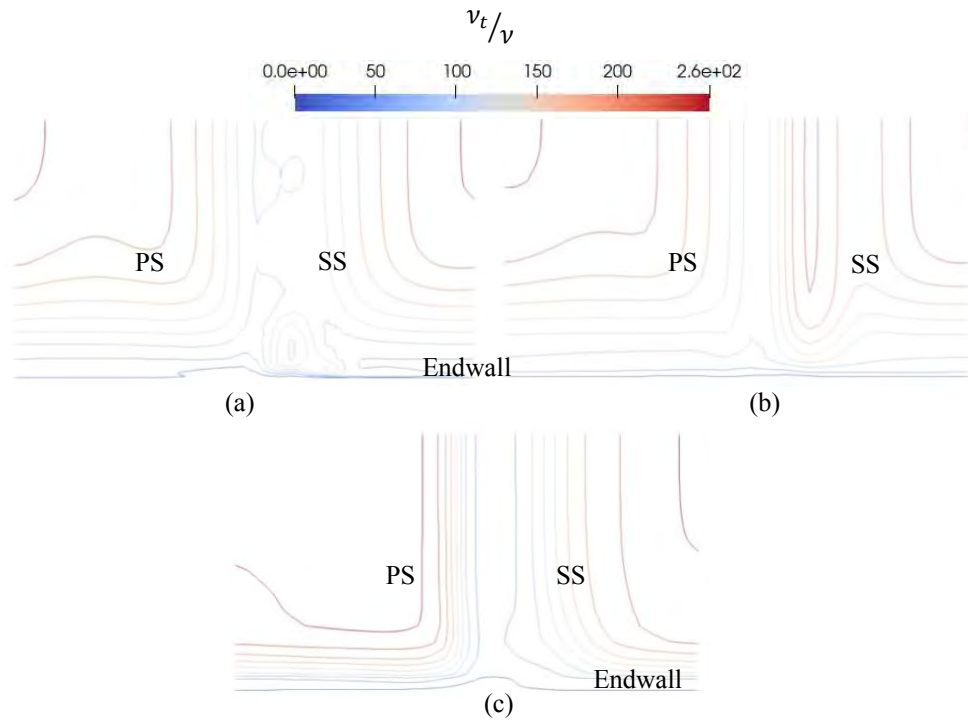 νₜ/ν
0.0e+00 50 100 150 200 2.6e+02
PS SS PS SS
Endwall
(a) (b)
PS SS
Endwall
(c)